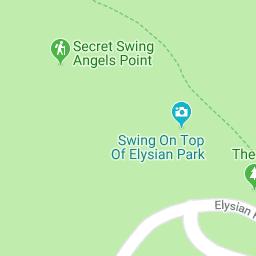 Secret Swing
Angels Point
Swing On Top
Of Elysian Park
The
Elysian